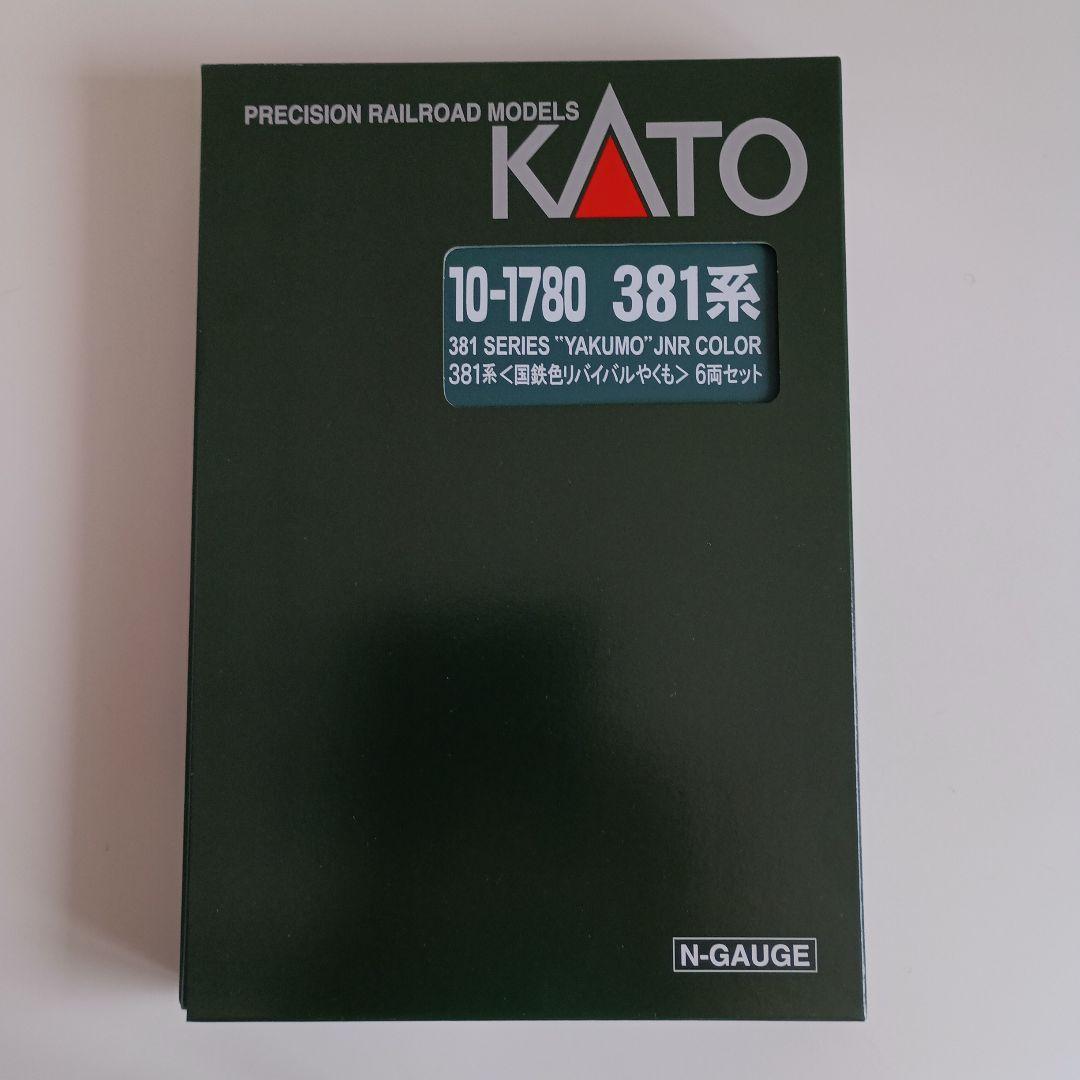 PRECISION RAILROAD MODELS
KATO
10-1780 381系
381 SERIES "YAKUMO" JNR COLOR
381系<国鉄色リバイバルやくも> 6両セット
N-GAUGE